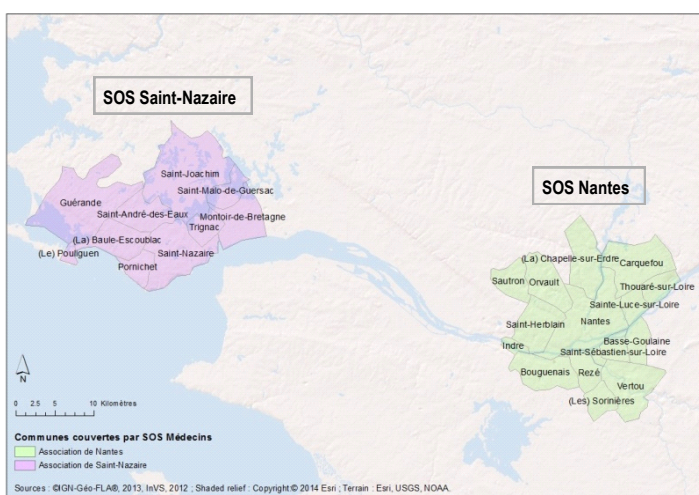 SOS Saint-Nazaire
SOS Nantes
Saint-Joachim
Saint-Malo-de-Guersac
Guérande
Saint-André-des-Eaux
Montoir-de-Bretagne
Trignac
(La) Baule-Escoublac
(Le) Pouliguen
Saint-Nazaire
Pornichet
(La) Chapelle-sur-Erdre
Carquefou
Sautron
Orvault
Thouaré-sur-Loire
Sainte-Luce-sur-Loire
Saint-Herblain
Nantes
Indre
Basse-Goulaine
Saint-Sébastien-sur-Loire
Bouguenais
Rezé
Vertou
(Les) Sorinières
N
0 2.5 5 10 Kilomètres
Communes couvertes par SOS Médecins
Association de Nantes
Association de Saint-Nazaire
Sources : ©IGN-Géo-FLA®, 2013, InVS, 2012 ; Shaded relief : Copyright © 2014 Esri ; Terrain : Esri, USGS, NOAA.